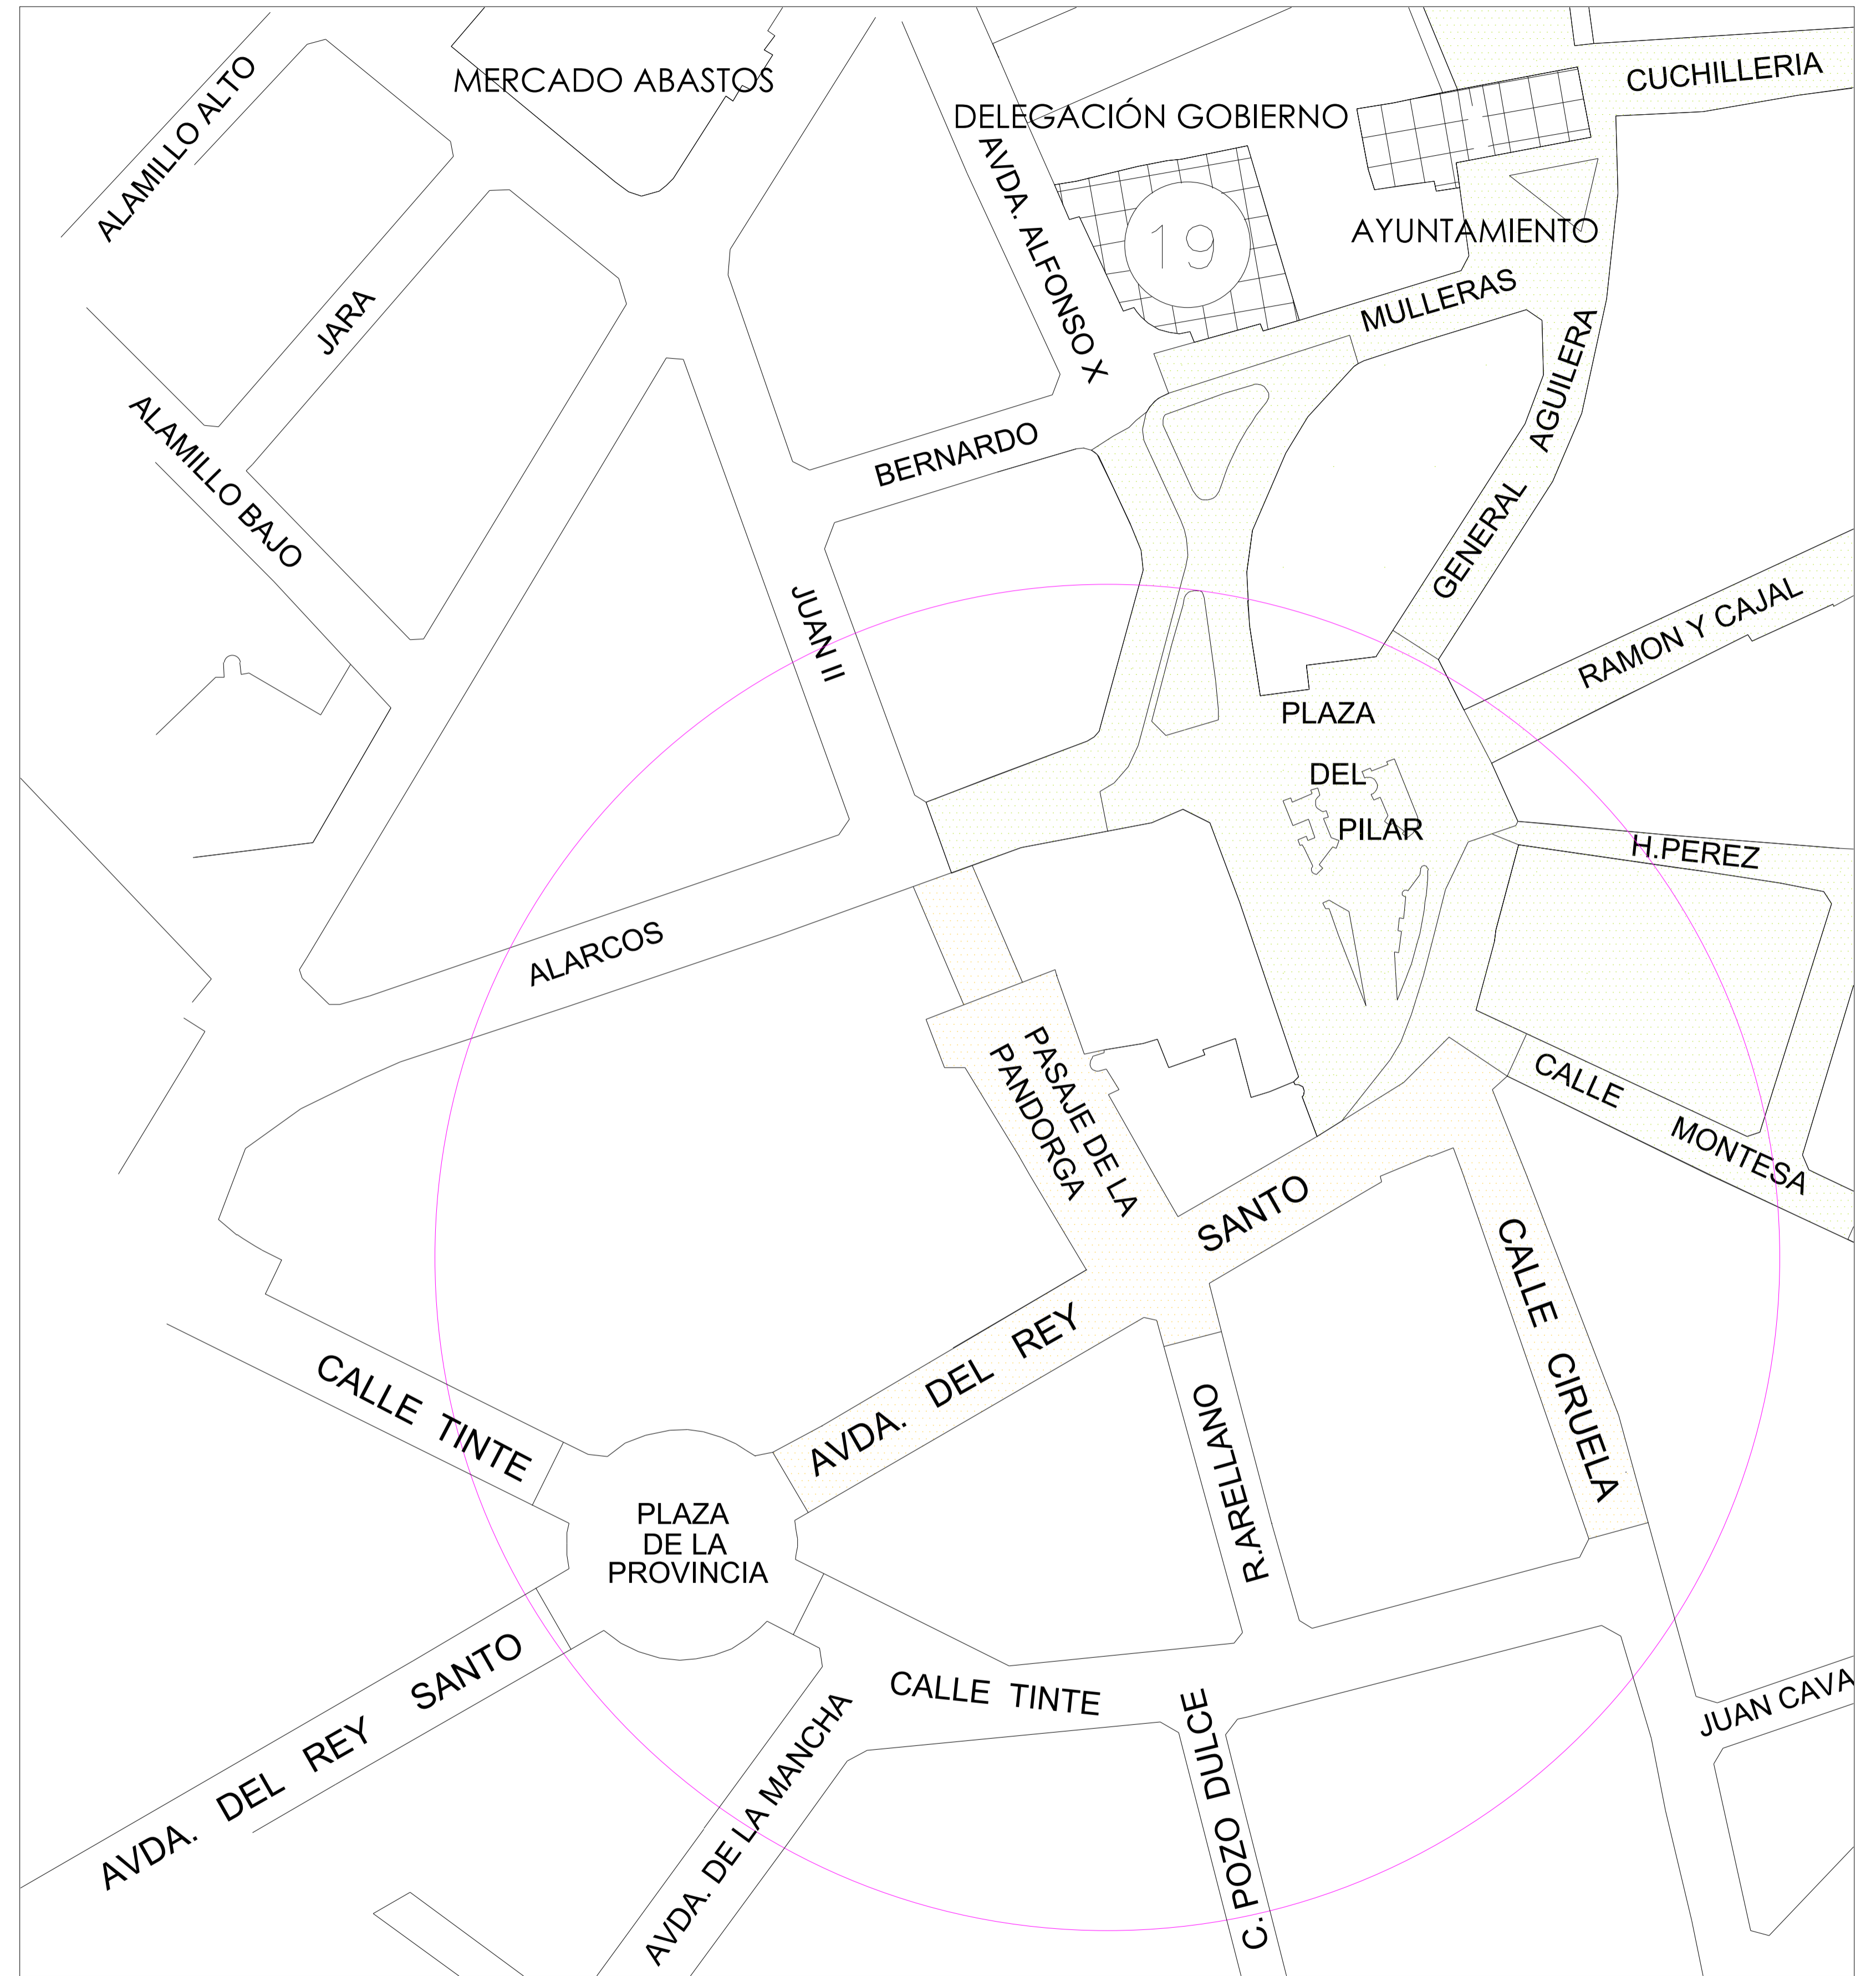 MERCADO ABASTOS
CUCHILLERIA
ALAMILLO ALTO
DELEGACIÓN GOBIERNO
AVDA. ALFONSO X
19
AYUNTAMIENTO
MULLERAS
JARA
GENERAL AGUILERA
ALAMILLO BAJO
BERNARDO
JUAN II
RAMON Y CAJAL
PLAZA
DEL
PILAR
H.PEREZ
ALARCOS
PASAJE DE LA
PANDORGA
CALLE MONTESA
AVDA. DEL REY SANTO
CALLE CIRUELA
CALLE TINTE
R.ARELLANO
PLAZA
DE LA
PROVINCIA
AVDA. DEL REY SANTO
CALLE TINTE
AVDA. DE LA MANCHA
C. POZO DULCE
JUAN CAVA